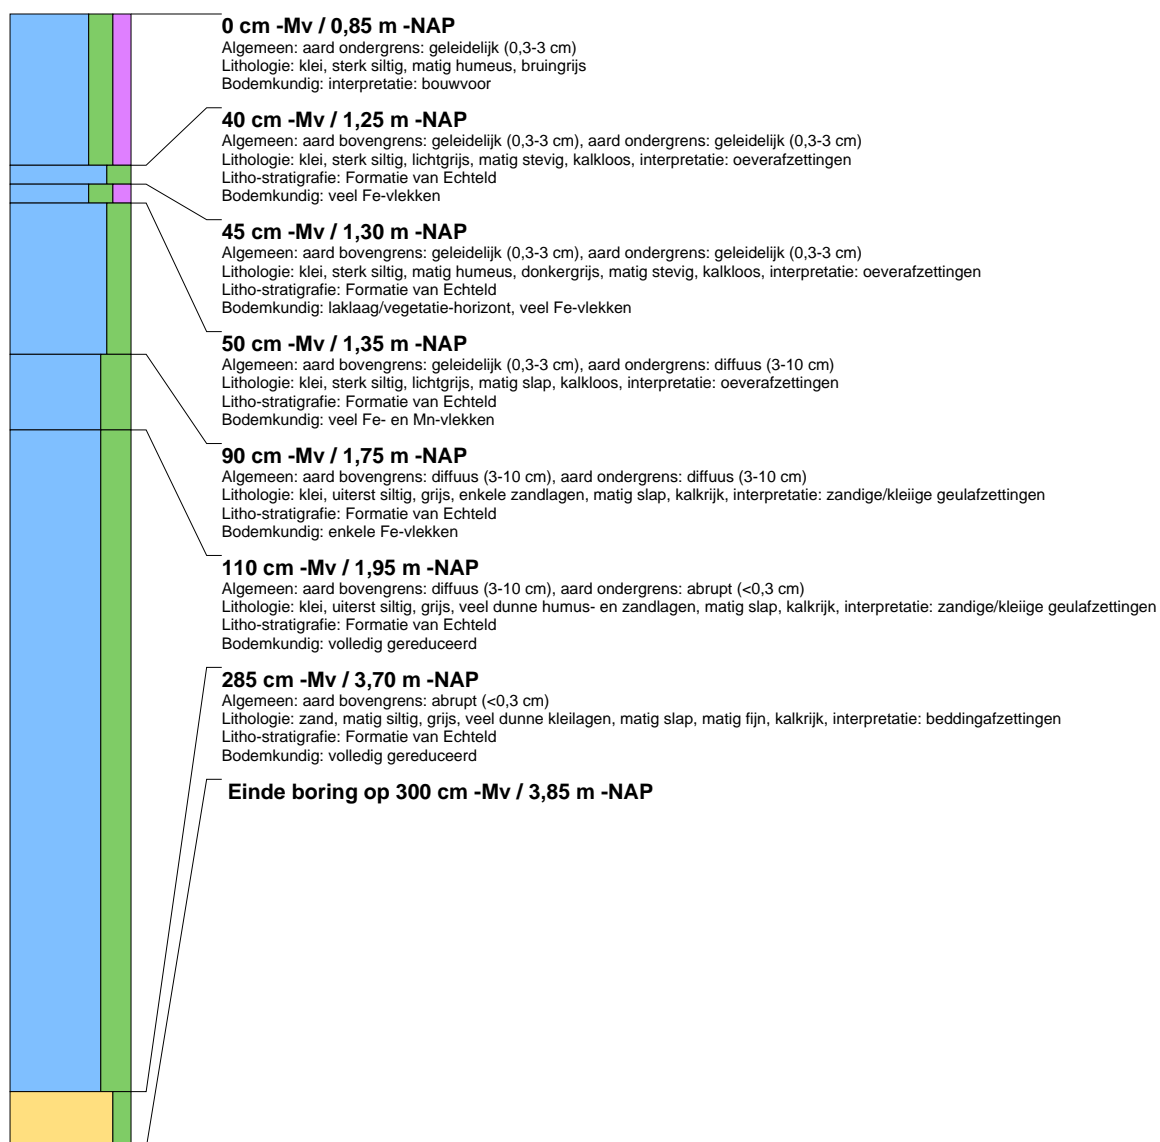 0 cm -Mv / 0,85 m -NAP
Algemeen: aard ondergrens: geleidelijk (0,3-3 cm)
Lithologie: klei, sterk siltig, matig humeus, bruingrijs
Bodemkundig: interpretatie: bouwvoor
40 cm -Mv / 1,25 m -NAP
Algemeen: aard bovengrens: geleidelijk (0,3-3 cm), aard ondergrens: geleidelijk (0,3-3 cm)
Lithologie: klei, sterk siltig, lichtgrijs, matig stevig, kalkloos, interpretatie: oeverafzettingen
Litho-stratigrafie: Formatie van Echteld
Bodemkundig: veel Fe-vlekken
45 cm -Mv / 1,30 m -NAP
Algemeen: aard bovengrens: geleidelijk (0,3-3 cm), aard ondergrens: geleidelijk (0,3-3 cm)
Lithologie: klei, sterk siltig, matig humeus, donkergrijs, matig stevig, kalkloos, interpretatie: oeverafzettingen
Litho-stratigrafie: Formatie van Echteld
Bodemkundig: laklaag/vegetatie-horizont, veel Fe-vlekken
50 cm -Mv / 1,35 m -NAP
Algemeen: aard bovengrens: geleidelijk (0,3-3 cm), aard ondergrens: diffuus (3-10 cm)
Lithologie: klei, sterk siltig, lichtgrijs, matig slap, kalkloos, interpretatie: oeverafzettingen
Litho-stratigrafie: Formatie van Echteld
Bodemkundig: veel Fe- en Mn-vlekken
90 cm -Mv / 1,75 m -NAP
Algemeen: aard bovengrens: diffuus (3-10 cm), aard ondergrens: diffuus (3-10 cm)
Lithologie: klei, uiterst siltig, grijs, enkele zandlagen, matig slap, kalkrijk, interpretatie: zandige/kleiige geulafzettingen
Litho-stratigrafie: Formatie van Echteld
Bodemkundig: enkele Fe-vlekken
110 cm -Mv / 1,95 m -NAP
Algemeen: aard bovengrens: diffuus (3-10 cm), aard ondergrens: abrupt (<0,3 cm)
Lithologie: klei, uiterst siltig, grijs, veel dunne humus- en zandlagen, matig slap, kalkrijk, interpretatie: zandige/kleiige geulafzettingen
Litho-stratigrafie: Formatie van Echteld
Bodemkundig: volledig gereduceerd
285 cm -Mv / 3,70 m -NAP
Algemeen: aard bovengrens: abrupt (<0,3 cm)
Lithologie: zand, matig siltig, grijs, veel dunne kleilagen, matig slap, matig fijn, kalkrijk, interpretatie: beddingafzettingen
Litho-stratigrafie: Formatie van Echteld
Bodemkundig: volledig gereduceerd
Einde boring op 300 cm -Mv / 3,85 m -NAP